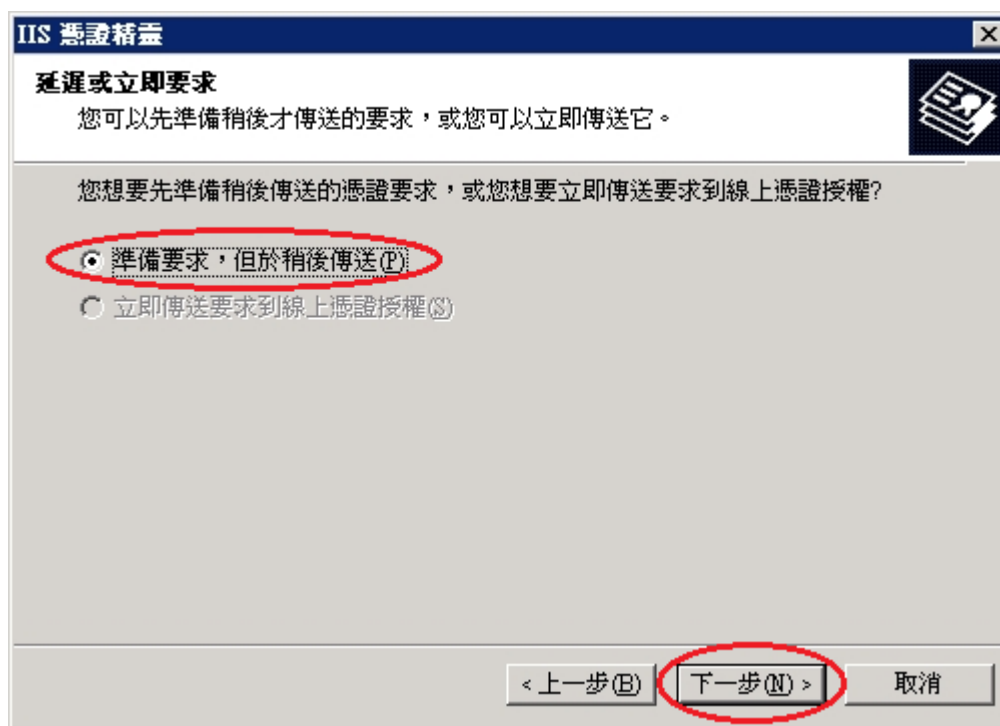 IIS 憑證精靈
延遲或立即要求
您可以先準備稍後才傳送的要求，或您可以立即傳送它。
您想要先準備稍後傳送的憑證要求，或您想要立即傳送要求到線上憑證授權?
準備要求，但於稍後傳送(P)
立即傳送要求到線上憑證授權(S)
< 上一步(B) 下一步(N) > 取消